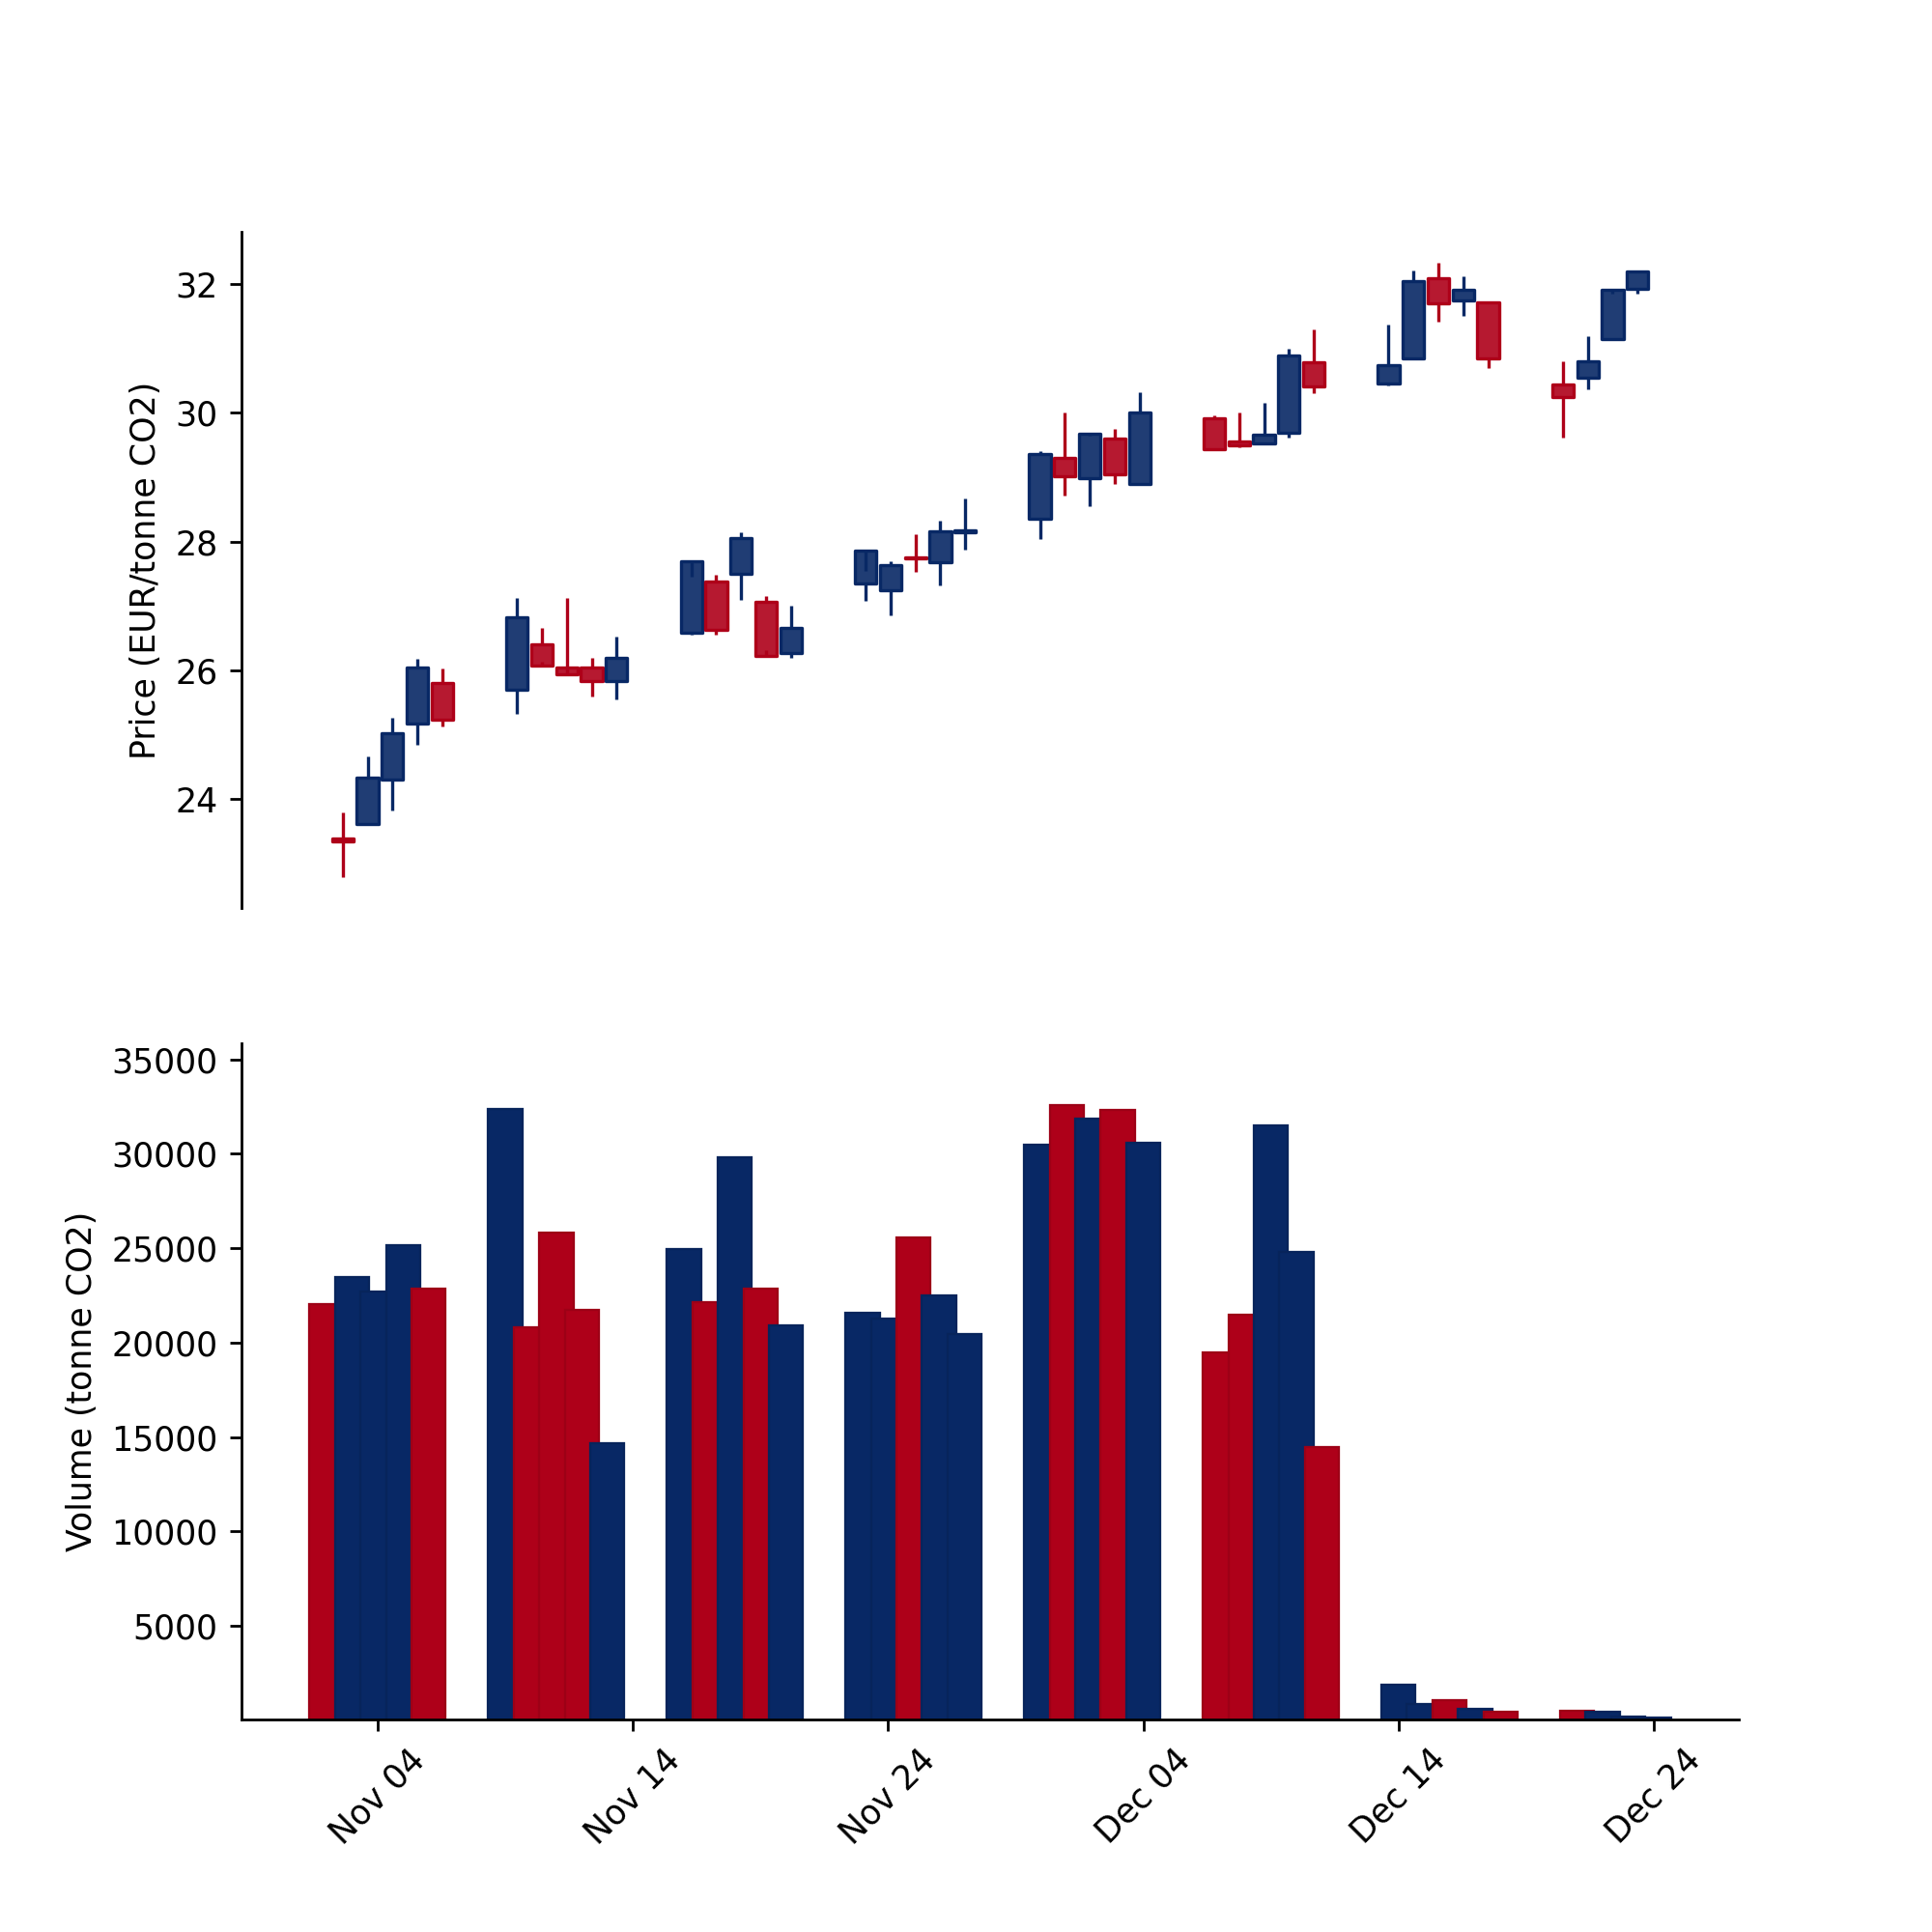 Price (EUR/tonne CO2)
32
30
28
26
24
Volume (tonne CO2)
35000
30000
25000
20000
15000
10000
5000
Nov 04
Nov 14
Nov 24
Dec 04
Dec 14
Dec 24